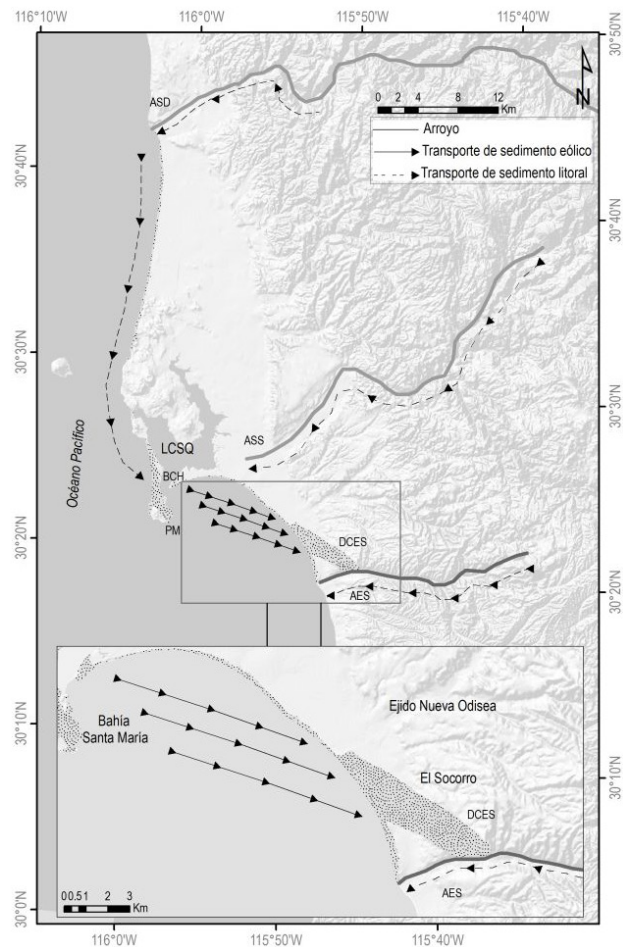 116°10'O
116°0'O
115°50'O
115°40'O
30°50'N
30°40'N
30°30'N
30°20'N
30°10'N
30°0'N
30°40'N
30°30'N
30°20'N
30°10'N
ASD
0 2 4 8 12
Km
N
Arroyo
Transporte de sedimento eólico
Transporte de sedimento litoral
Océano Pacífico
LCSQ
ASS
BCH
PM
DCES
AES
Bahía
Santa María
Ejido Nueva Odisea
El Socorro
DCES
AES
0 0.5 1 2 3
Km
116°0'O
115°50'O
115°40'O